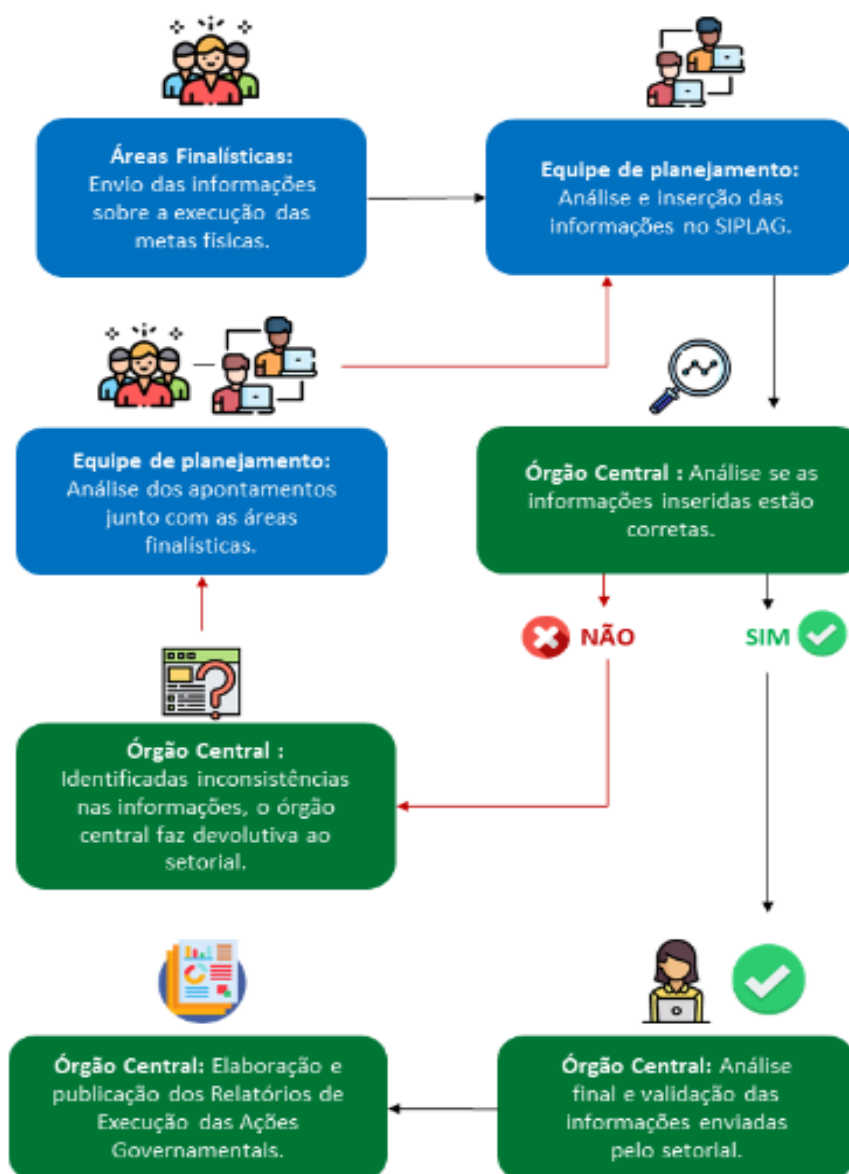 Áreas Finalísticas:
Envio das informações
sobre a execução das
metas físicas.
Equipe de planejamento:
Análise e inserção das
informações no SIPLAG.
Equipe de planejamento:
Análise dos apontamentos
junto com as áreas
finalísticas.
Órgão Central : Análise se as
informações inseridas estão
corretas.
NÃO
SIM
Órgão Central :
Identificadas inconsistências
nas informações, o órgão
central faz devolutiva ao
setorial.
Órgão Central: Análise
final e validação das
informações enviadas
pelo setorial.
Órgão Central: Elaboração e
publicação dos Relatórios de
Execução das Ações
Governamentais.